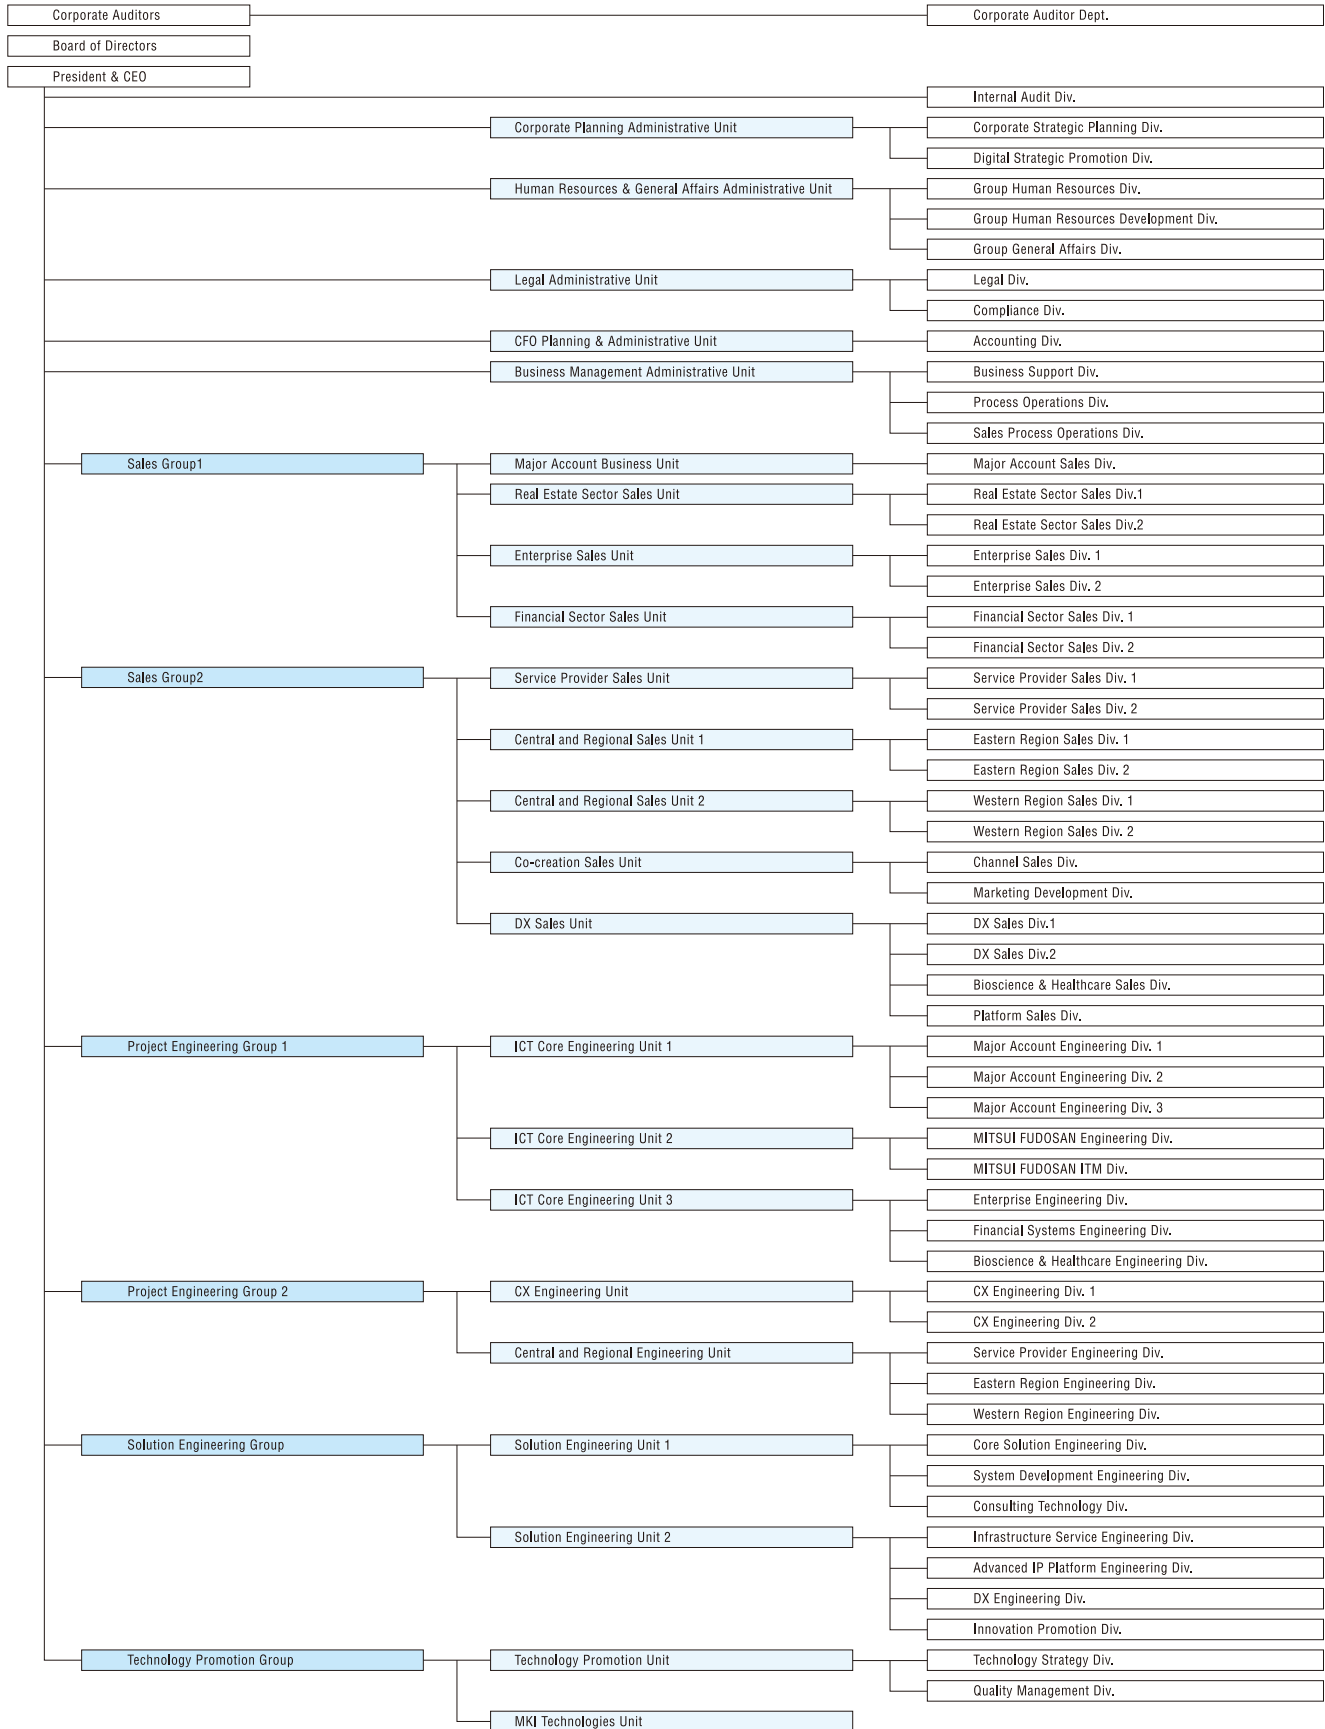 Corporate Auditors
Corporate Auditor Dept.
Board of Directors
President & CEO
Internal Audit Div.
Corporate Planning Administrative Unit
Corporate Strategic Planning Div.
Digital Strategic Promotion Div.
Human Resources & General Affairs Administrative Unit
Group Human Resources Div.
Group Human Resources Development Div.
Group General Affairs Div.
Legal Administrative Unit
Legal Div.
Compliance Div.
CFO Planning & Administrative Unit
Accounting Div.
Business Management Administrative Unit
Business Support Div.
Process Operations Div.
Sales Process Operations Div.
Sales Group1
Major Account Business Unit
Major Account Sales Div.
Real Estate Sector Sales Unit
Real Estate Sector Sales Div.1
Real Estate Sector Sales Div.2
Enterprise Sales Unit
Enterprise Sales Div. 1
Enterprise Sales Div. 2
Financial Sector Sales Unit
Financial Sector Sales Div. 1
Financial Sector Sales Div. 2
Sales Group2
Service Provider Sales Unit
Service Provider Sales Div. 1
Service Provider Sales Div. 2
Central and Regional Sales Unit 1
Eastern Region Sales Div. 1
Eastern Region Sales Div. 2
Central and Regional Sales Unit 2
Western Region Sales Div. 1
Western Region Sales Div. 2
Co-creation Sales Unit
Channel Sales Div.
Marketing Development Div.
DX Sales Unit
DX Sales Div.1
DX Sales Div.2
Bioscience & Healthcare Sales Div.
Platform Sales Div.
Project Engineering Group 1
ICT Core Engineering Unit 1
Major Account Engineering Div. 1
Major Account Engineering Div. 2
Major Account Engineering Div. 3
ICT Core Engineering Unit 2
MITSUI FUDOSAN Engineering Div.
MITSUI FUDOSAN ITM Div.
ICT Core Engineering Unit 3
Enterprise Engineering Div.
Financial Systems Engineering Div.
Bioscience & Healthcare Engineering Div.
Project Engineering Group 2
CX Engineering Unit
CX Engineering Div. 1
CX Engineering Div. 2
Central and Regional Engineering Unit
Service Provider Engineering Div.
Eastern Region Engineering Div.
Western Region Engineering Div.
Solution Engineering Group
Solution Engineering Unit 1
Core Solution Engineering Div.
System Development Engineering Div.
Consulting Technology Div.
Solution Engineering Unit 2
Infrastructure Service Engineering Div.
Advanced IP Platform Engineering Div.
DX Engineering Div.
Innovation Promotion Div.
Technology Promotion Group
Technology Promotion Unit
Technology Strategy Div.
Quality Management Div.
MKI Technologies Unit